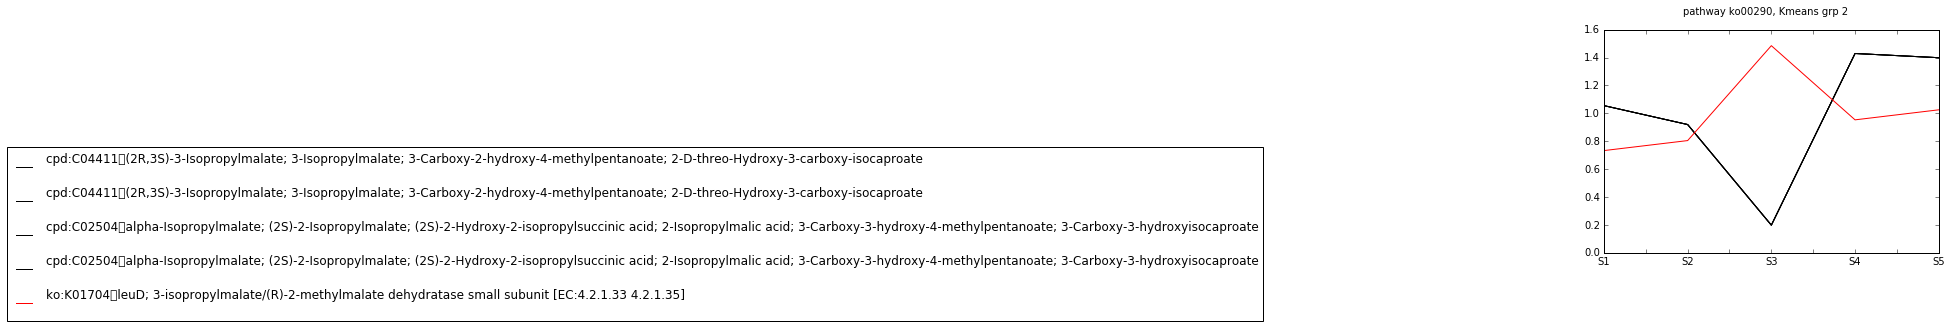 pathway ko00290, Kmeans grp 2
1.6
1.4
1.2
1.0
0.8
0.6
0.4
0.2
0.0
S1 S2 S3 S4 S5
cpd:C04411▯(2R,3S)-3-Isopropylmalate; 3-Isopropylmalate; 3-Carboxy-2-hydroxy-4-methylpentanoate; 2-D-threo-Hydroxy-3-carboxy-isocaproate
cpd:C04411▯(2R,3S)-3-Isopropylmalate; 3-Isopropylmalate; 3-Carboxy-2-hydroxy-4-methylpentanoate; 2-D-threo-Hydroxy-3-carboxy-isocaproate
cpd:C02504▯alpha-Isopropylmalate; (2S)-2-Isopropylmalate; (2S)-2-Hydroxy-2-isopropylsuccinic acid; 2-Isopropylmalic acid; 3-Carboxy-3-hydroxy-4-methylpentanoate; 3-Carboxy-3-hydroxyisocaproate
cpd:C02504▯alpha-Isopropylmalate; (2S)-2-Isopropylmalate; (2S)-2-Hydroxy-2-isopropylsuccinic acid; 2-Isopropylmalic acid; 3-Carboxy-3-hydroxy-4-methylpentanoate; 3-Carboxy-3-hydroxyisocaproate
ko:K01704▯leuD; 3-isopropylmalate/(R)-2-methylmalate dehydratase small subunit [EC:4.2.1.33 4.2.1.35]